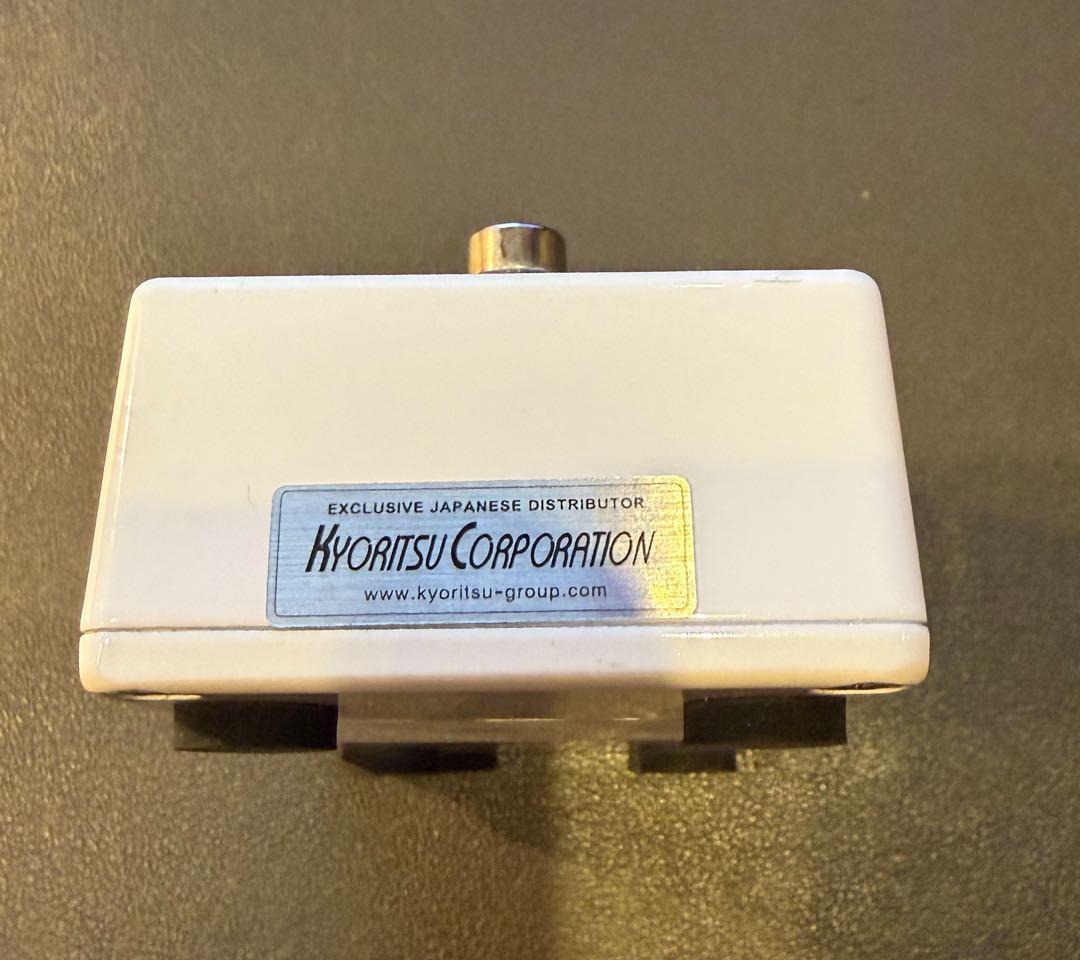 EXCLUSIVE JAPANESE DISTRIBUTOR
KYORITSU CORPORATION
www.kyoritsu-group.com